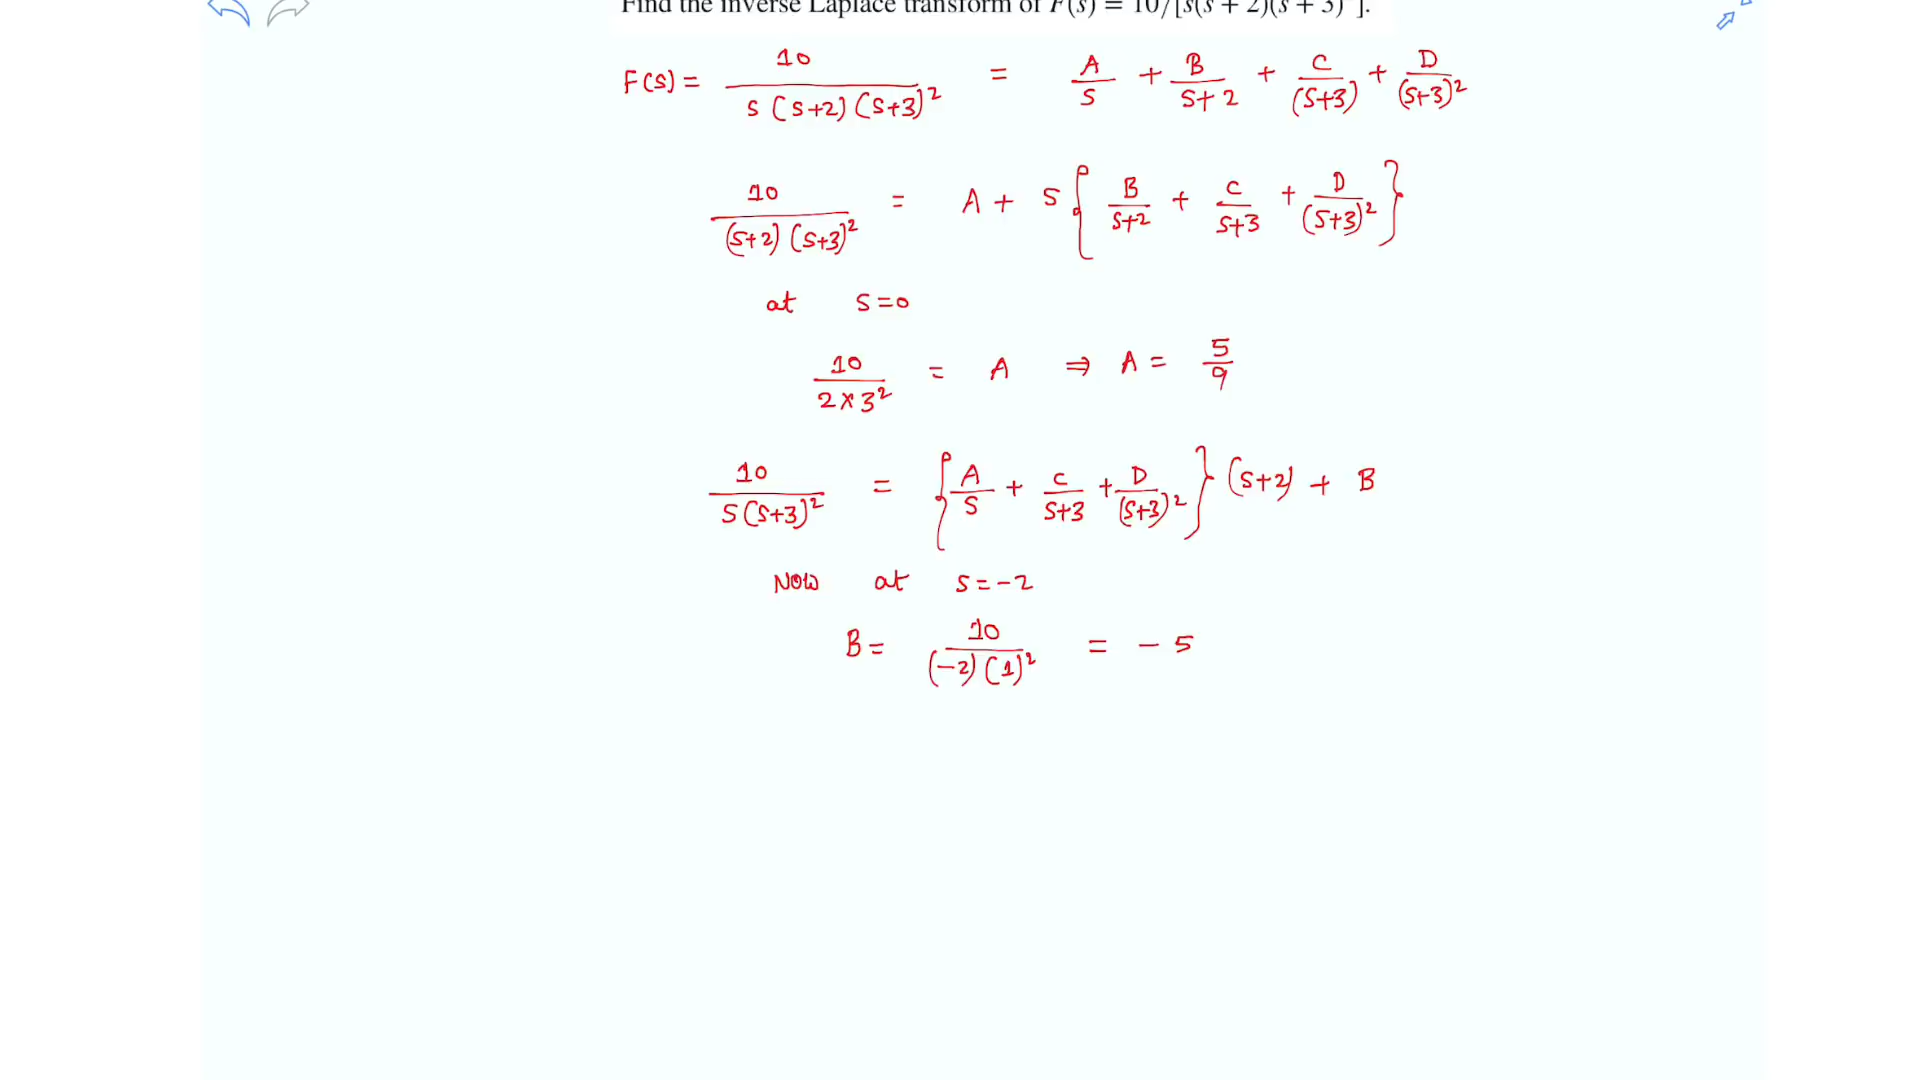 Find the inverse Laplace transform of F(s) = 10/[s(s + 2)(s + 3)²].
F(s) = 10 / s(s+2)(s+3)² = A/s + B/s+2 + C/(s+3) + D/(s+3)²
10 / (s+2)(s+3)² = A + s{ B/s+2 + C/s+3 + D/(s+3)² }
at s=0
10 / 2×3² = A ⇒ A = 5/9
10 / s(s+3)² = { A/s + C/s+3 + D/(s+3)² } (s+2) + B
NOW at s=-2
B = 10 / (-2)(1)² = -5